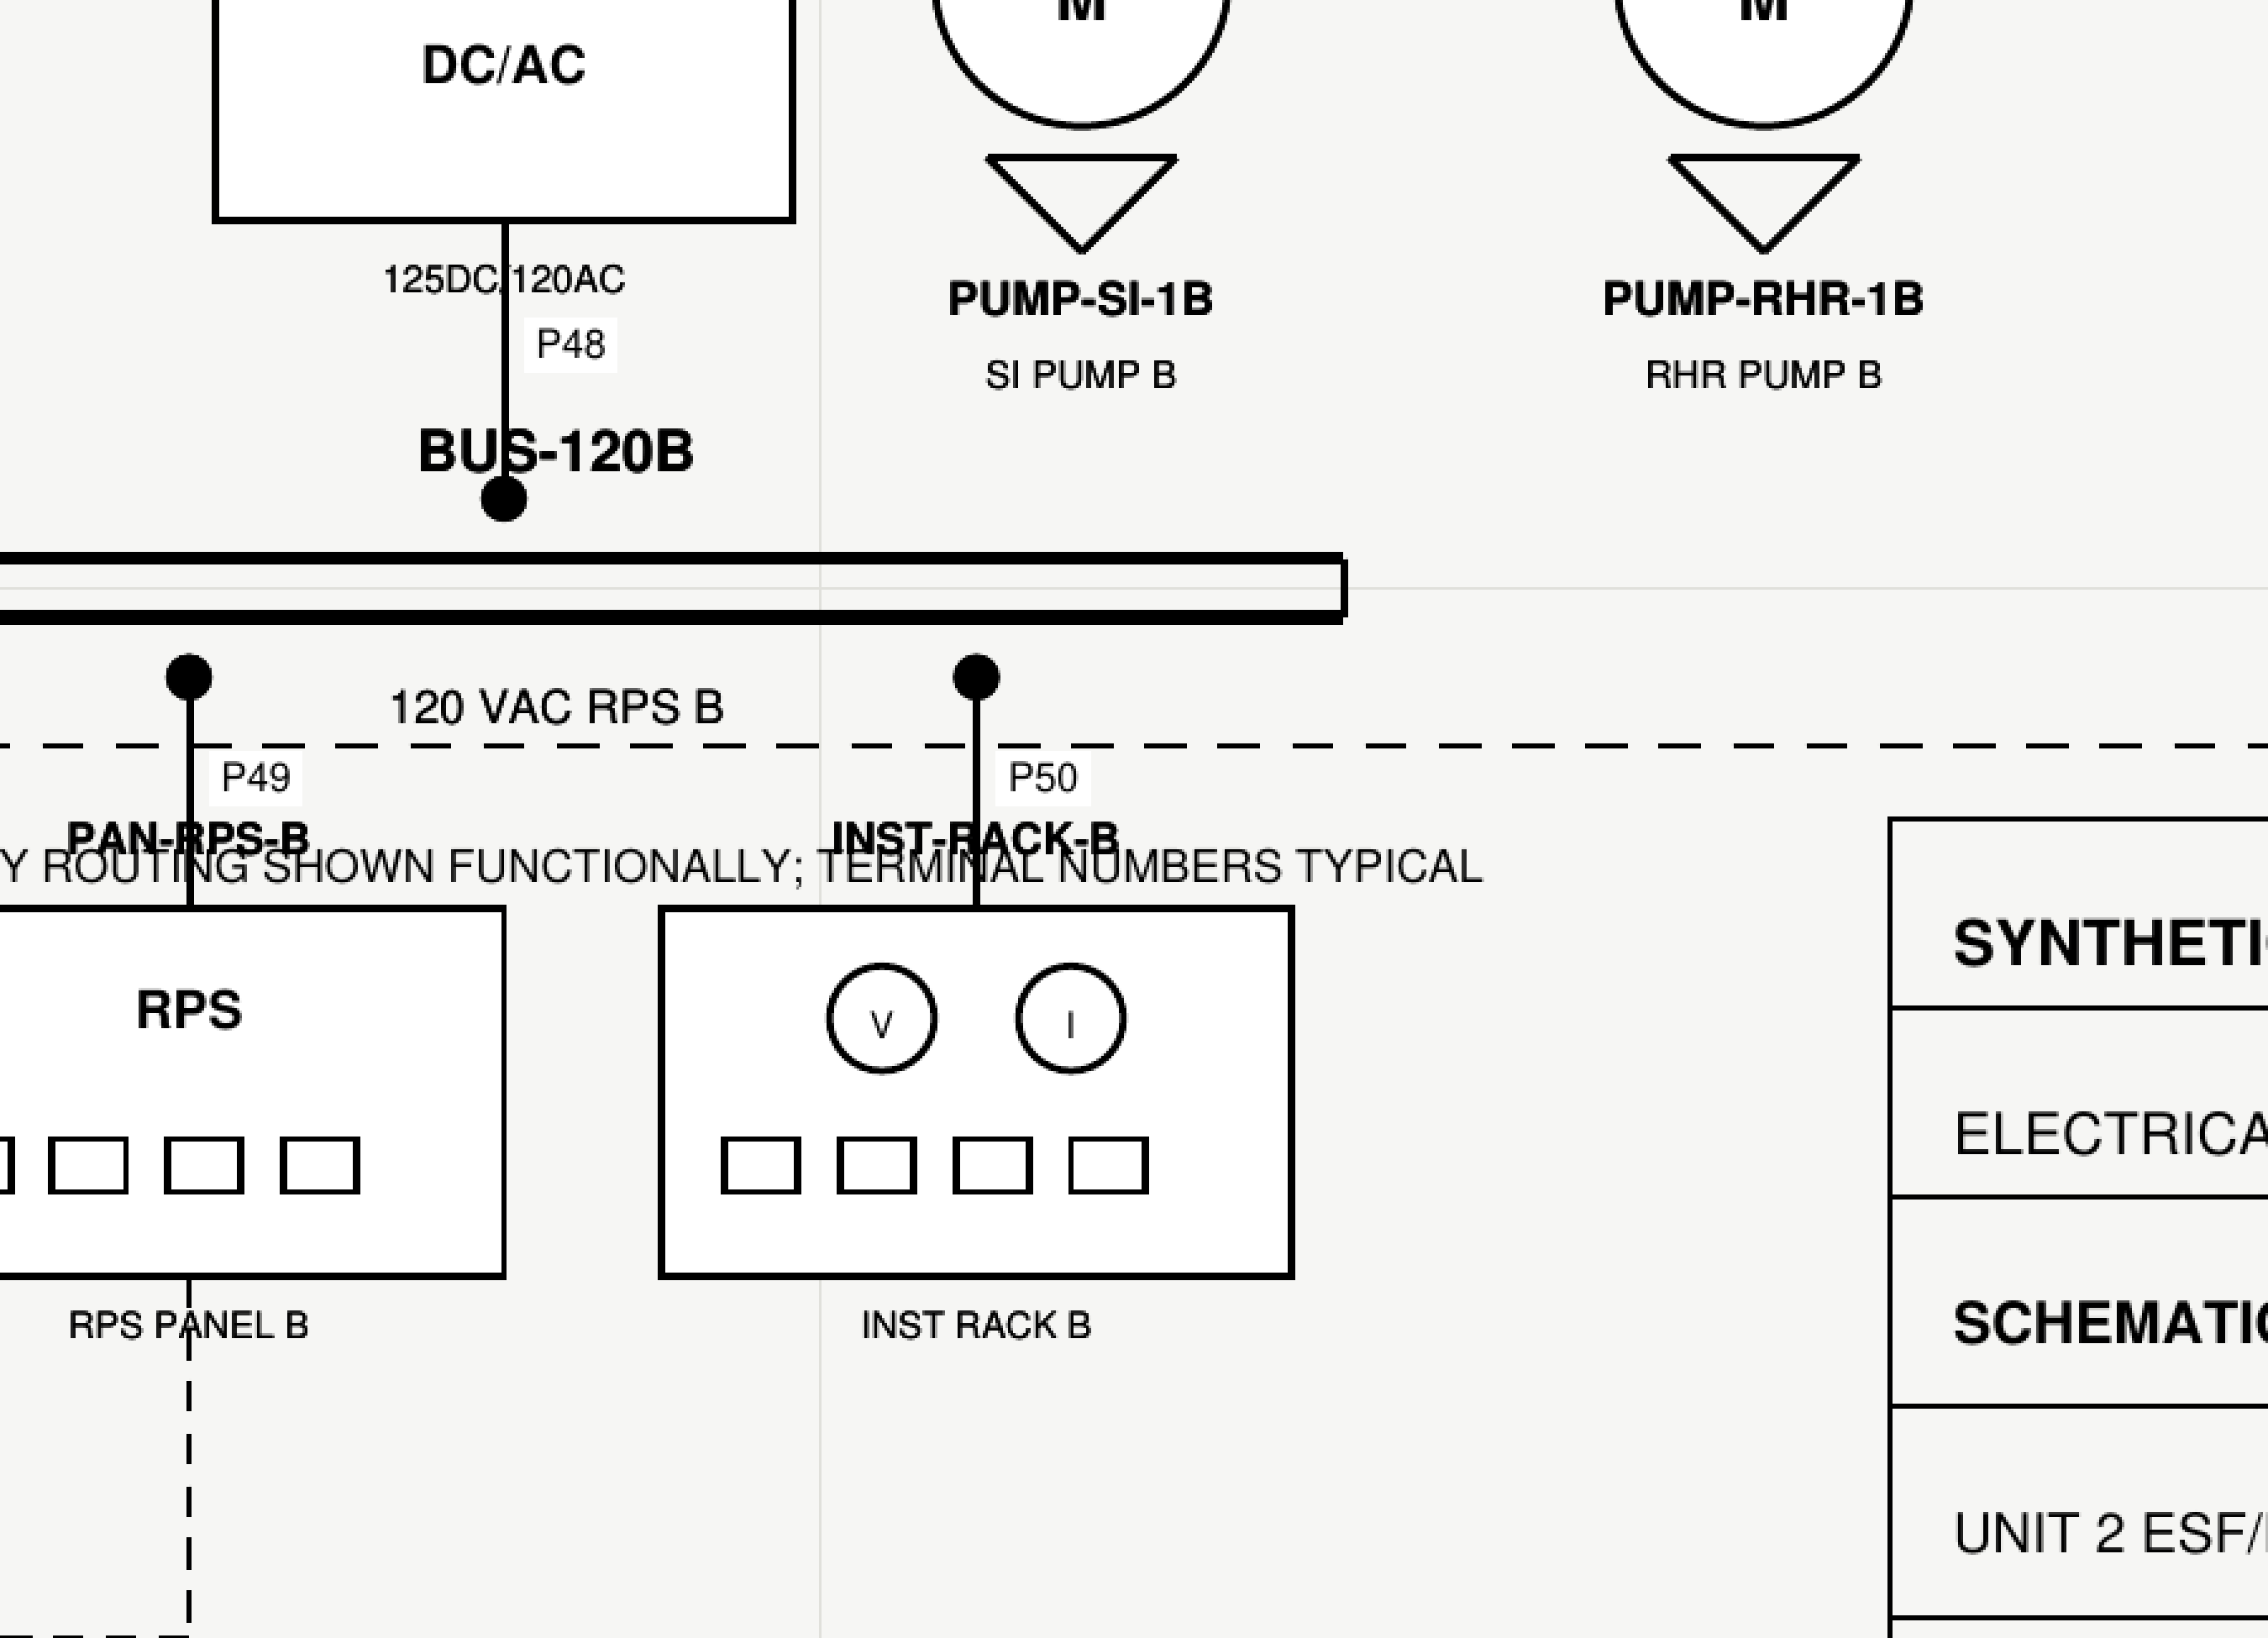 M
M
DC/AC
125DC/120AC
P48
PUMP-SI-1B
SI PUMP B
PUMP-RHR-1B
RHR PUMP B
BUS-120B
120 VAC RPS B
P49
P50
PAN-RPS-B
INST-RACK-B
Y ROUTING SHOWN FUNCTIONALLY; TERMINAL NUMBERS TYPICAL
RPS
V
I
RPS PANEL B
INST RACK B
SYNTHETI
ELECTRICA
SCHEMATIC
UNIT 2 ESF/